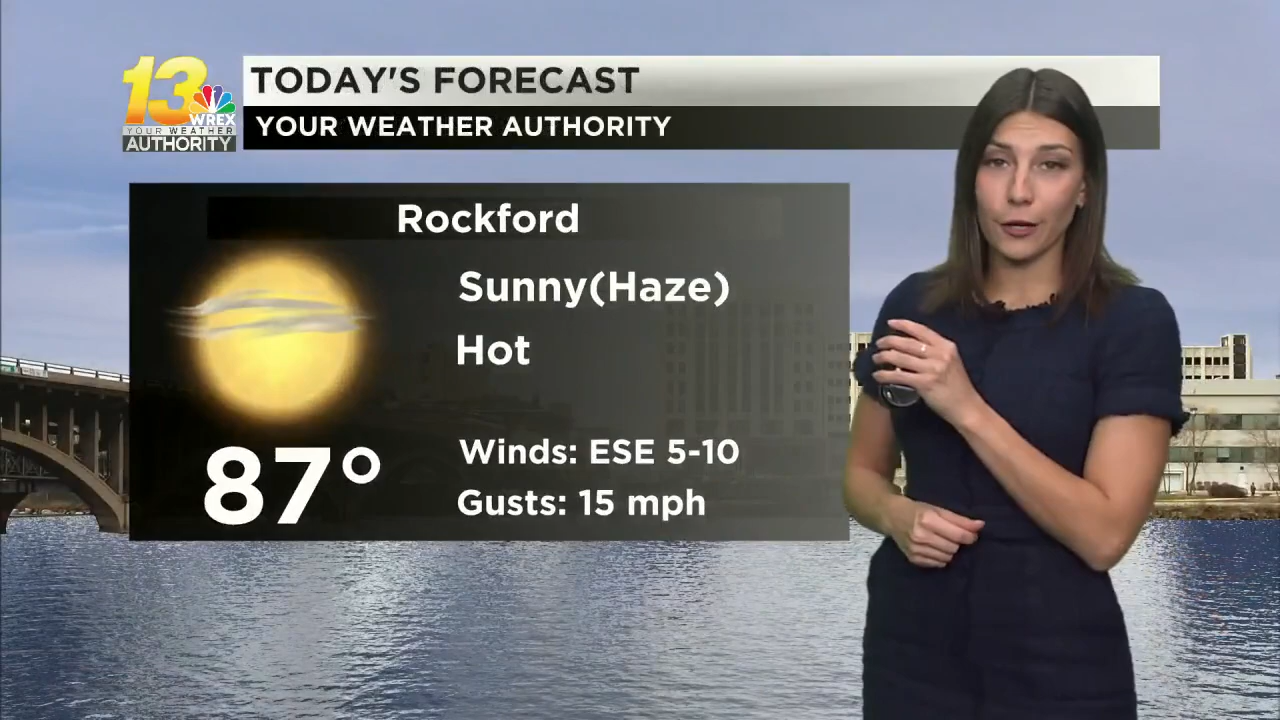 13
WREX
YOUR WEATHER
AUTHORITY
TODAY'S FORECAST
YOUR WEATHER AUTHORITY
Rockford
Sunny(Haze)
Hot
87°
Winds: ESE 5-10
Gusts: 15 mph